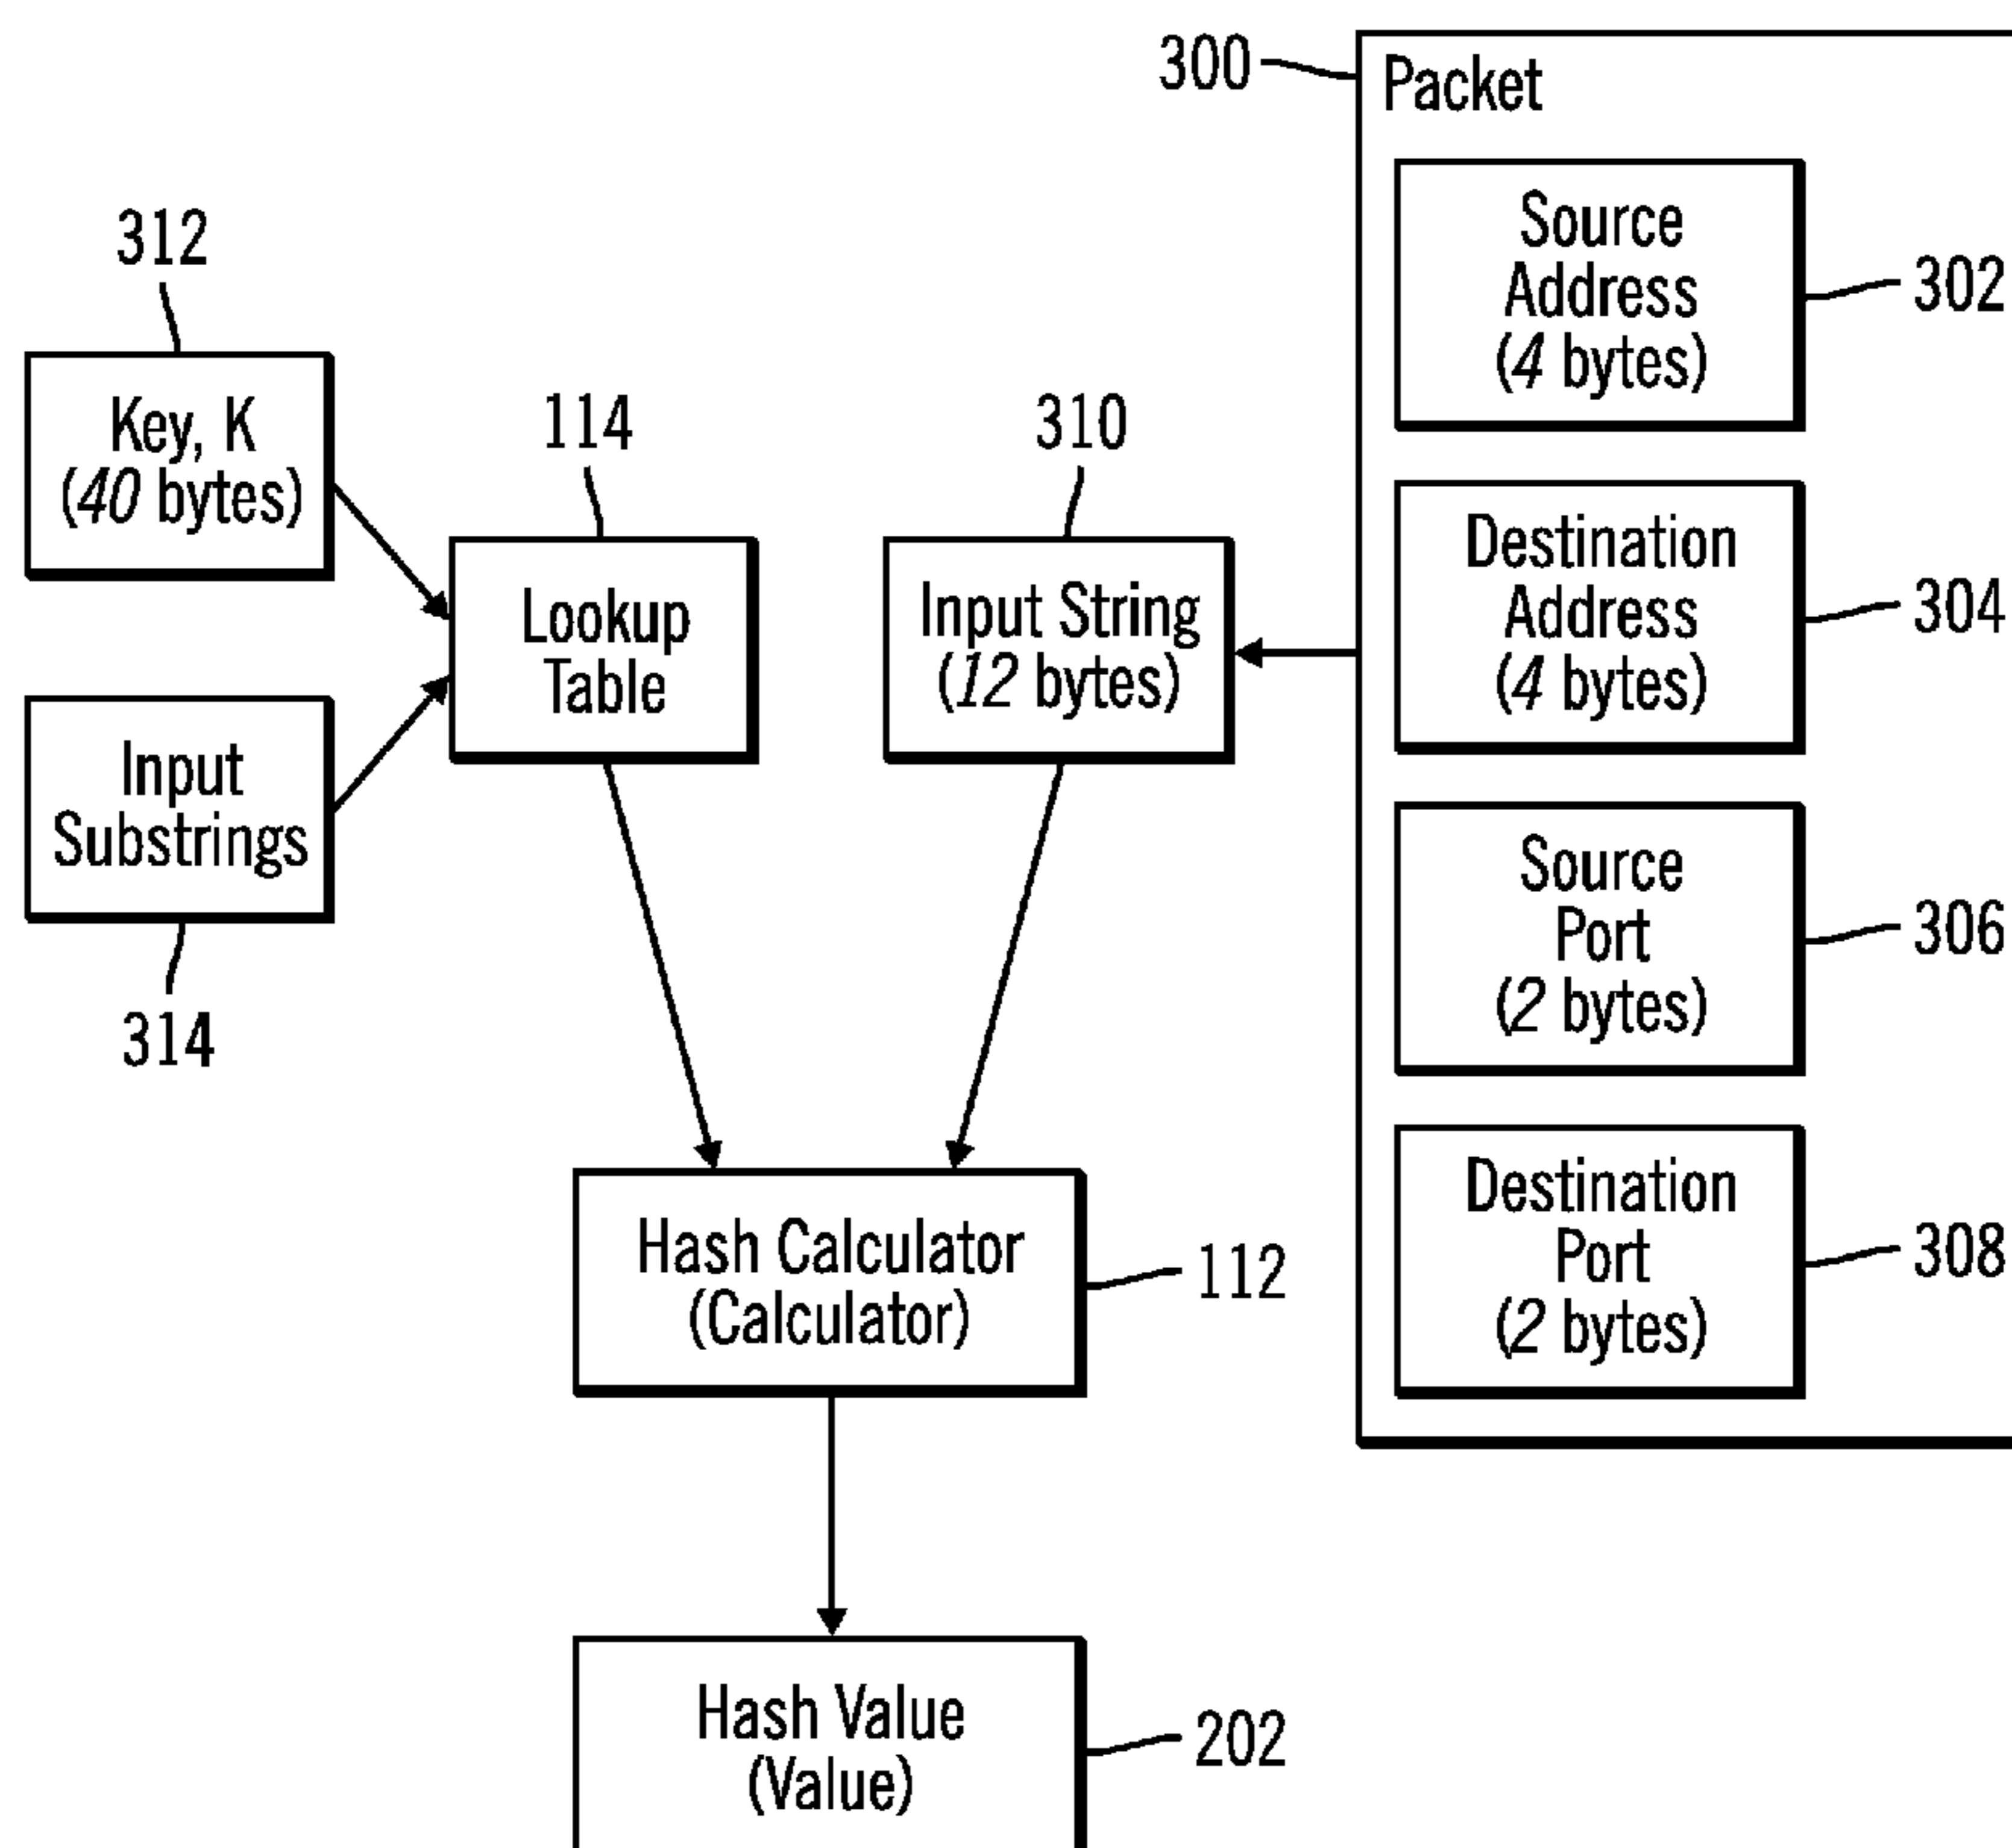 300
Packet
Source
Address
(4 bytes)
302
312
Key, K
(40 bytes)
114
310
Destination
Address
(4 bytes)
304
Lookup
Table
Input String
(12 bytes)
Input
Substrings
314
Source
Port
(2 bytes)
306
Destination
Port
(2 bytes)
308
Hash Calculator
(Calculator)
112
Hash Value
(Value)
202